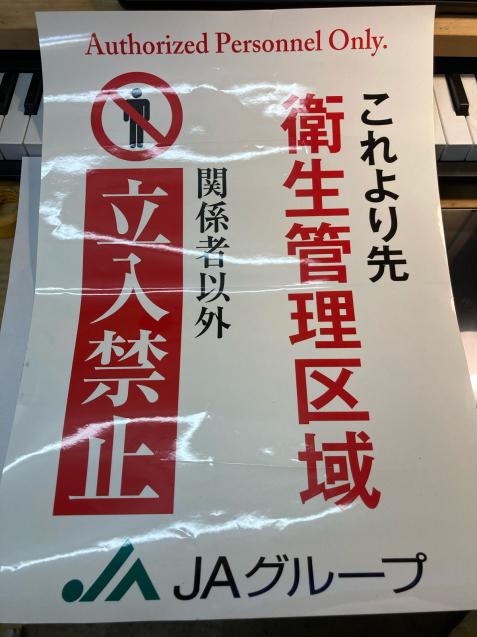 Authorized Personnel Only.
これより先
衛生管理区域
関係者以外
立入禁止
JAグループ